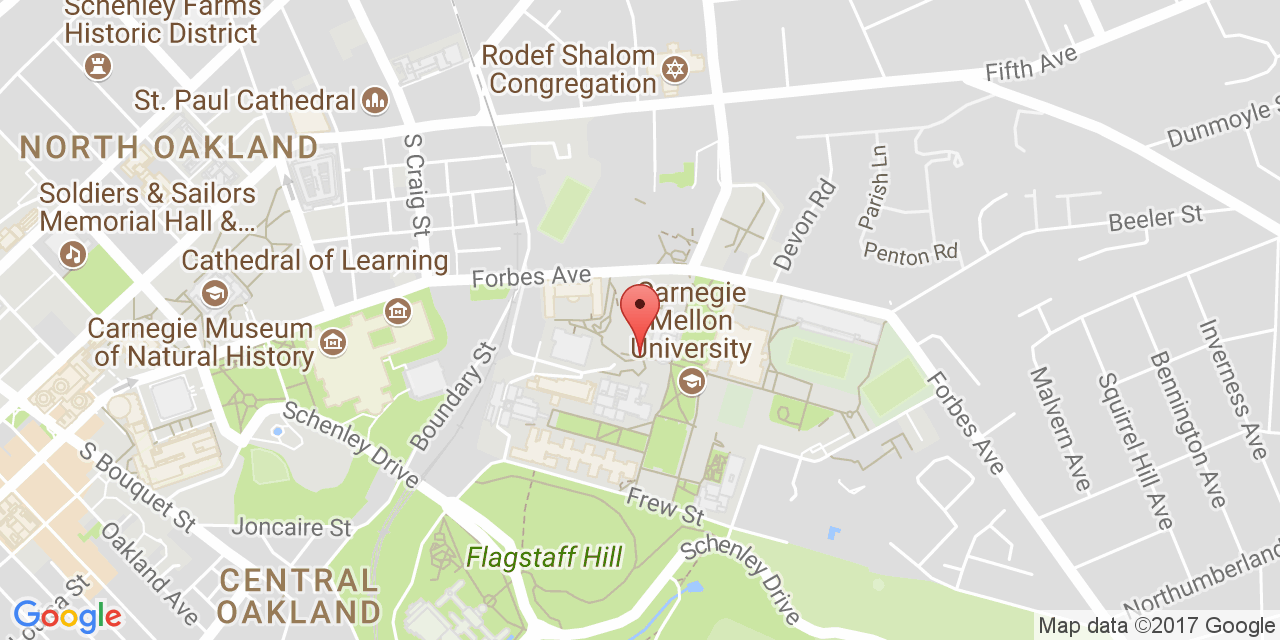 Schenley Farms
Historic District
Rodef Shalom
Congregation
Fifth Ave
St. Paul Cathedral
Dunmoyle S
NORTH OAKLAND
S Craig St
Parish Ln
Soldiers & Sailors
Memorial Hall &...
Devon Rd
Beeler St
Penton Rd
Cathedral of Learning
Forbes Ave
Carnegie
Mellon
University
Carnegie Museum
of Natural History
Boundary St
Inverness Ave
Bennington Ave
Squirrel Hill Ave
Malvern Ave
Forbes Ave
Schenley Drive
S Bouquet St
Frew St
Joncaire St
Oakland Ave
Flagstaff Hill
Schenley Drive
CENTRAL
OAKLAND
Northumberland
St
Google
Map data ©2017 Google